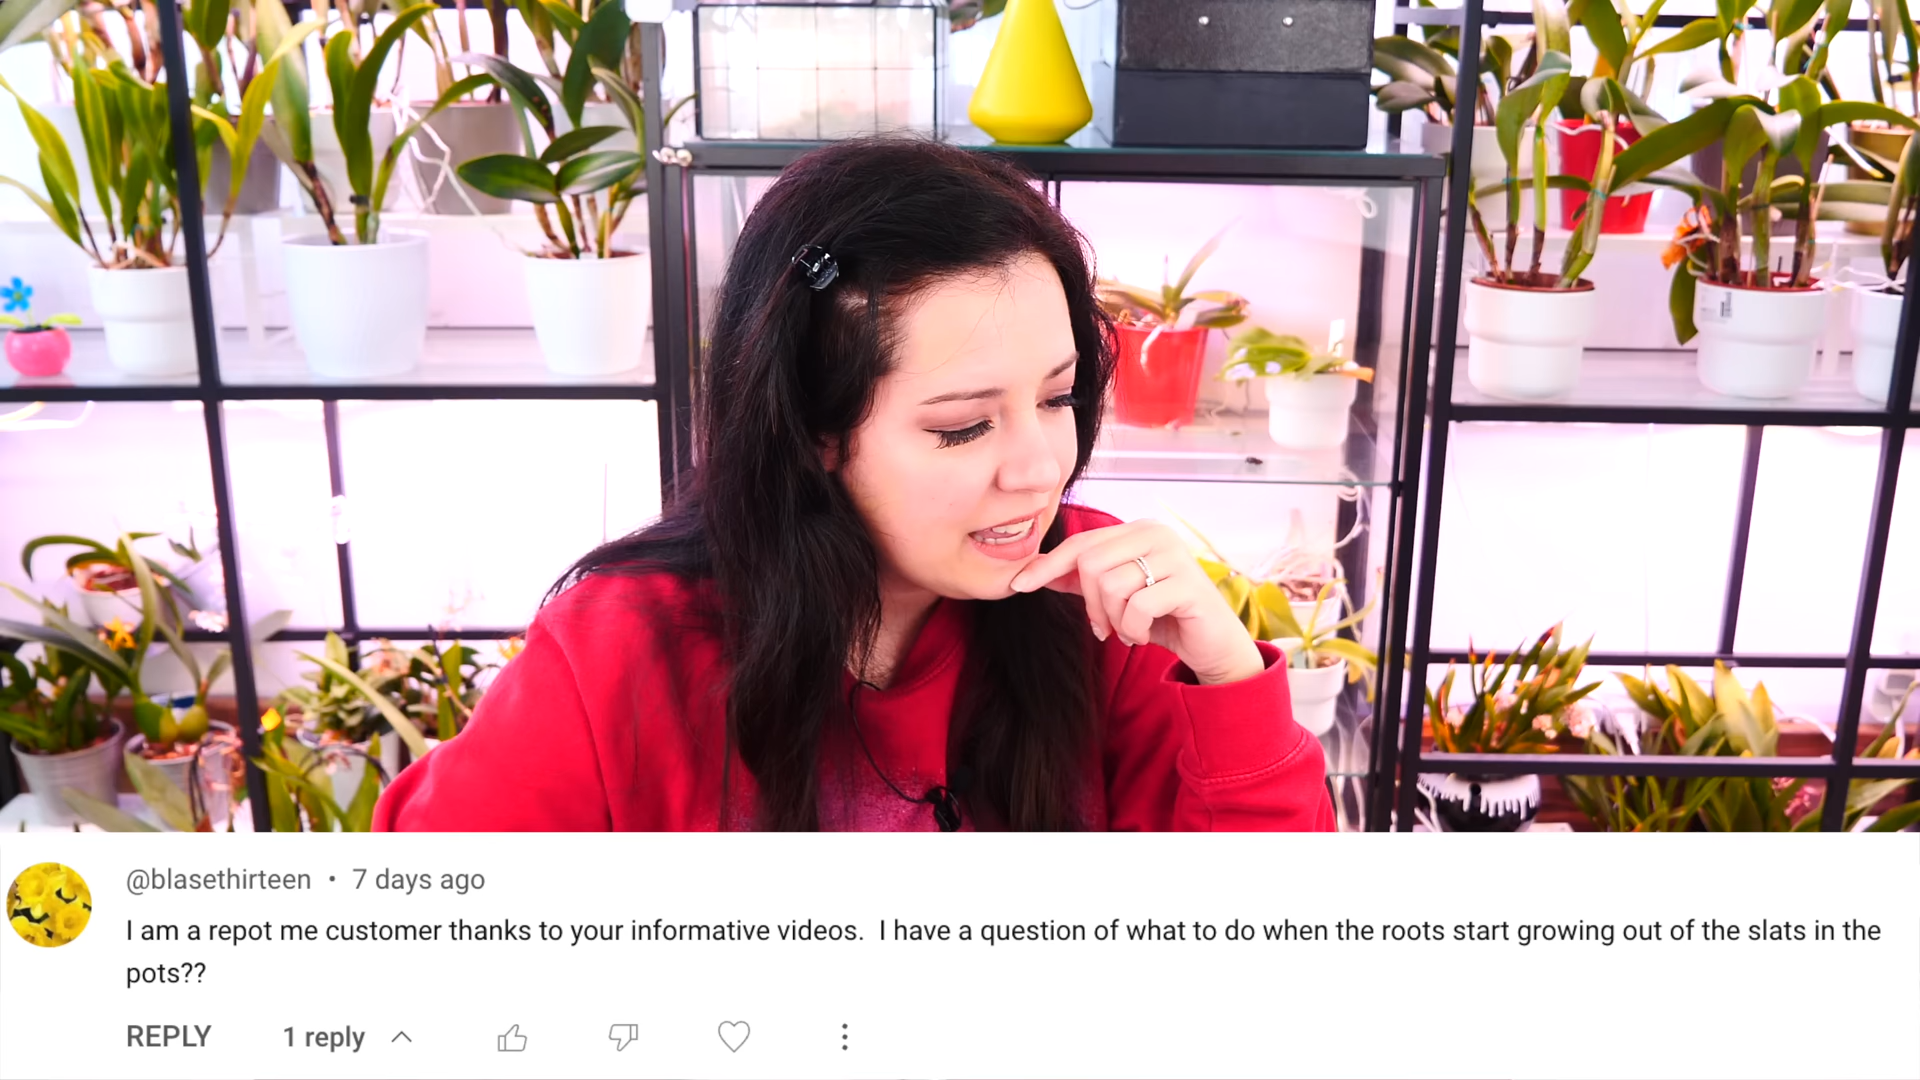 @blasethirteen • 7 days ago
I am a repot me customer thanks to your informative videos.  I have a question of what to do when the roots start growing out of the slats in the
pots??
REPLY 1 reply